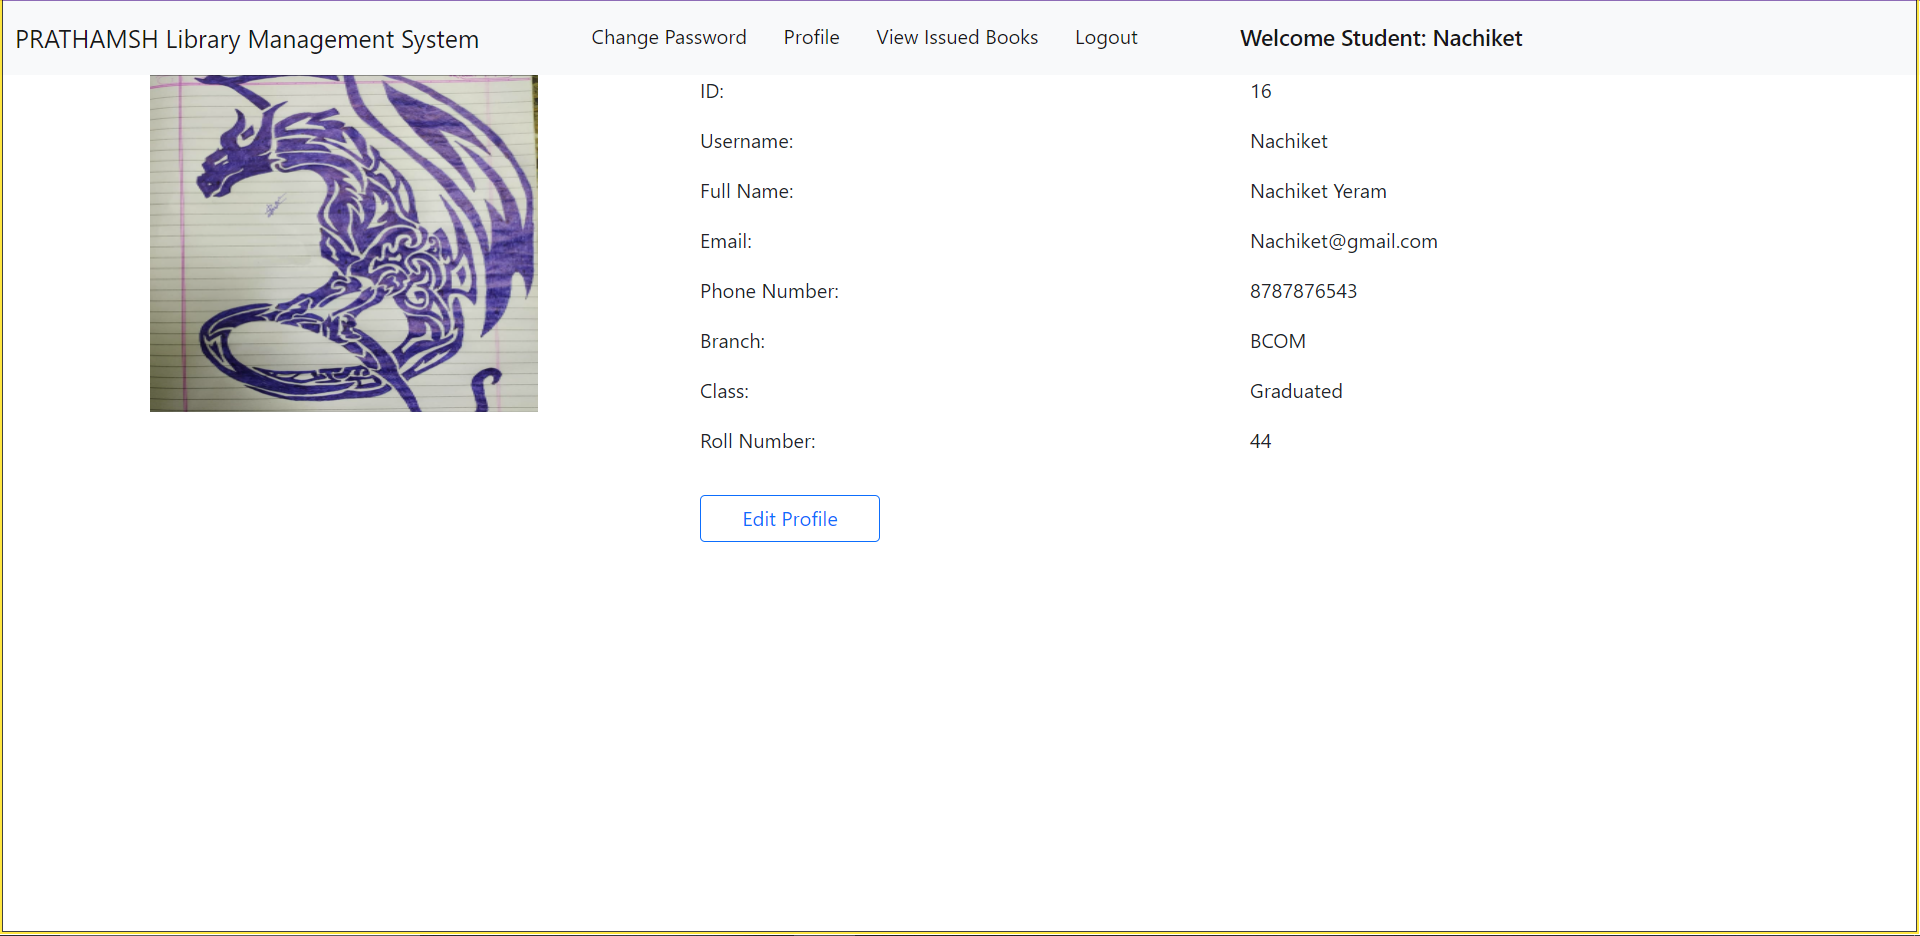 PRATHAMSH Library Management System Change Password Profile View Issued Books Logout Welcome Student: Nachiket
ID: 16
Username: Nachiket
Full Name: Nachiket Yeram
Email: Nachiket@gmail.com
Phone Number: 8787876543
Branch: BCOM
Class: Graduated
Roll Number: 44
Edit Profile